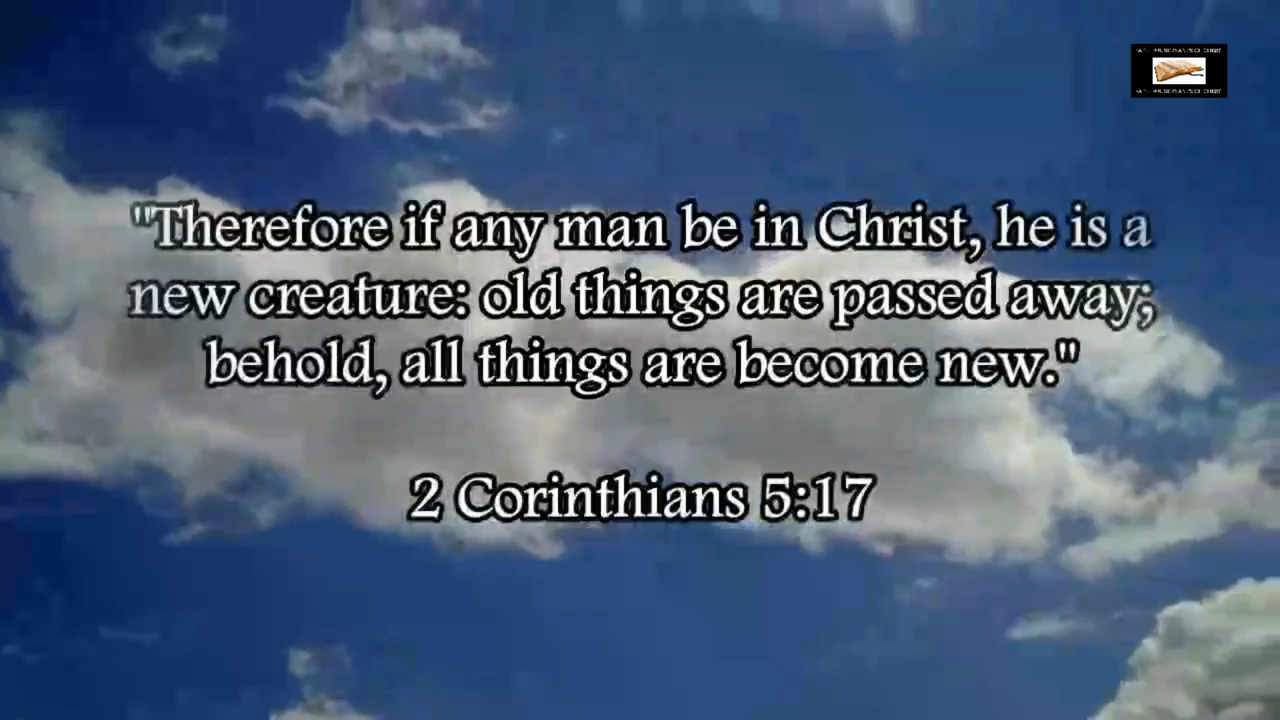 "Therefore if any man be in Christ, he is a
new creature: old things are passed away;
behold, all things are become new."
2 Corinthians 5:17